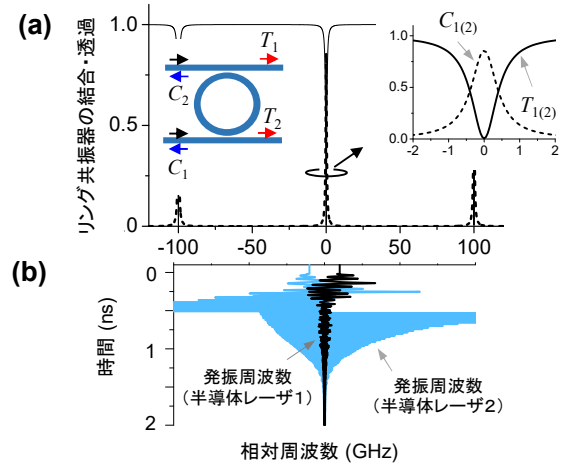 (a)
リング共振器の結合・透過
1.0
0.5
0
-100
-50
0
50
100
T₁
C₂
T₂
C₁
C₁₍₂₎
T₁₍₂₎
1.0
0.5
0.0
-2
-1
0
1
2
(b)
時間 (ns)
0
1
2
発振周波数
(半導体レーザ1)
発振周波数
(半導体レーザ2)
相対周波数 (GHz)